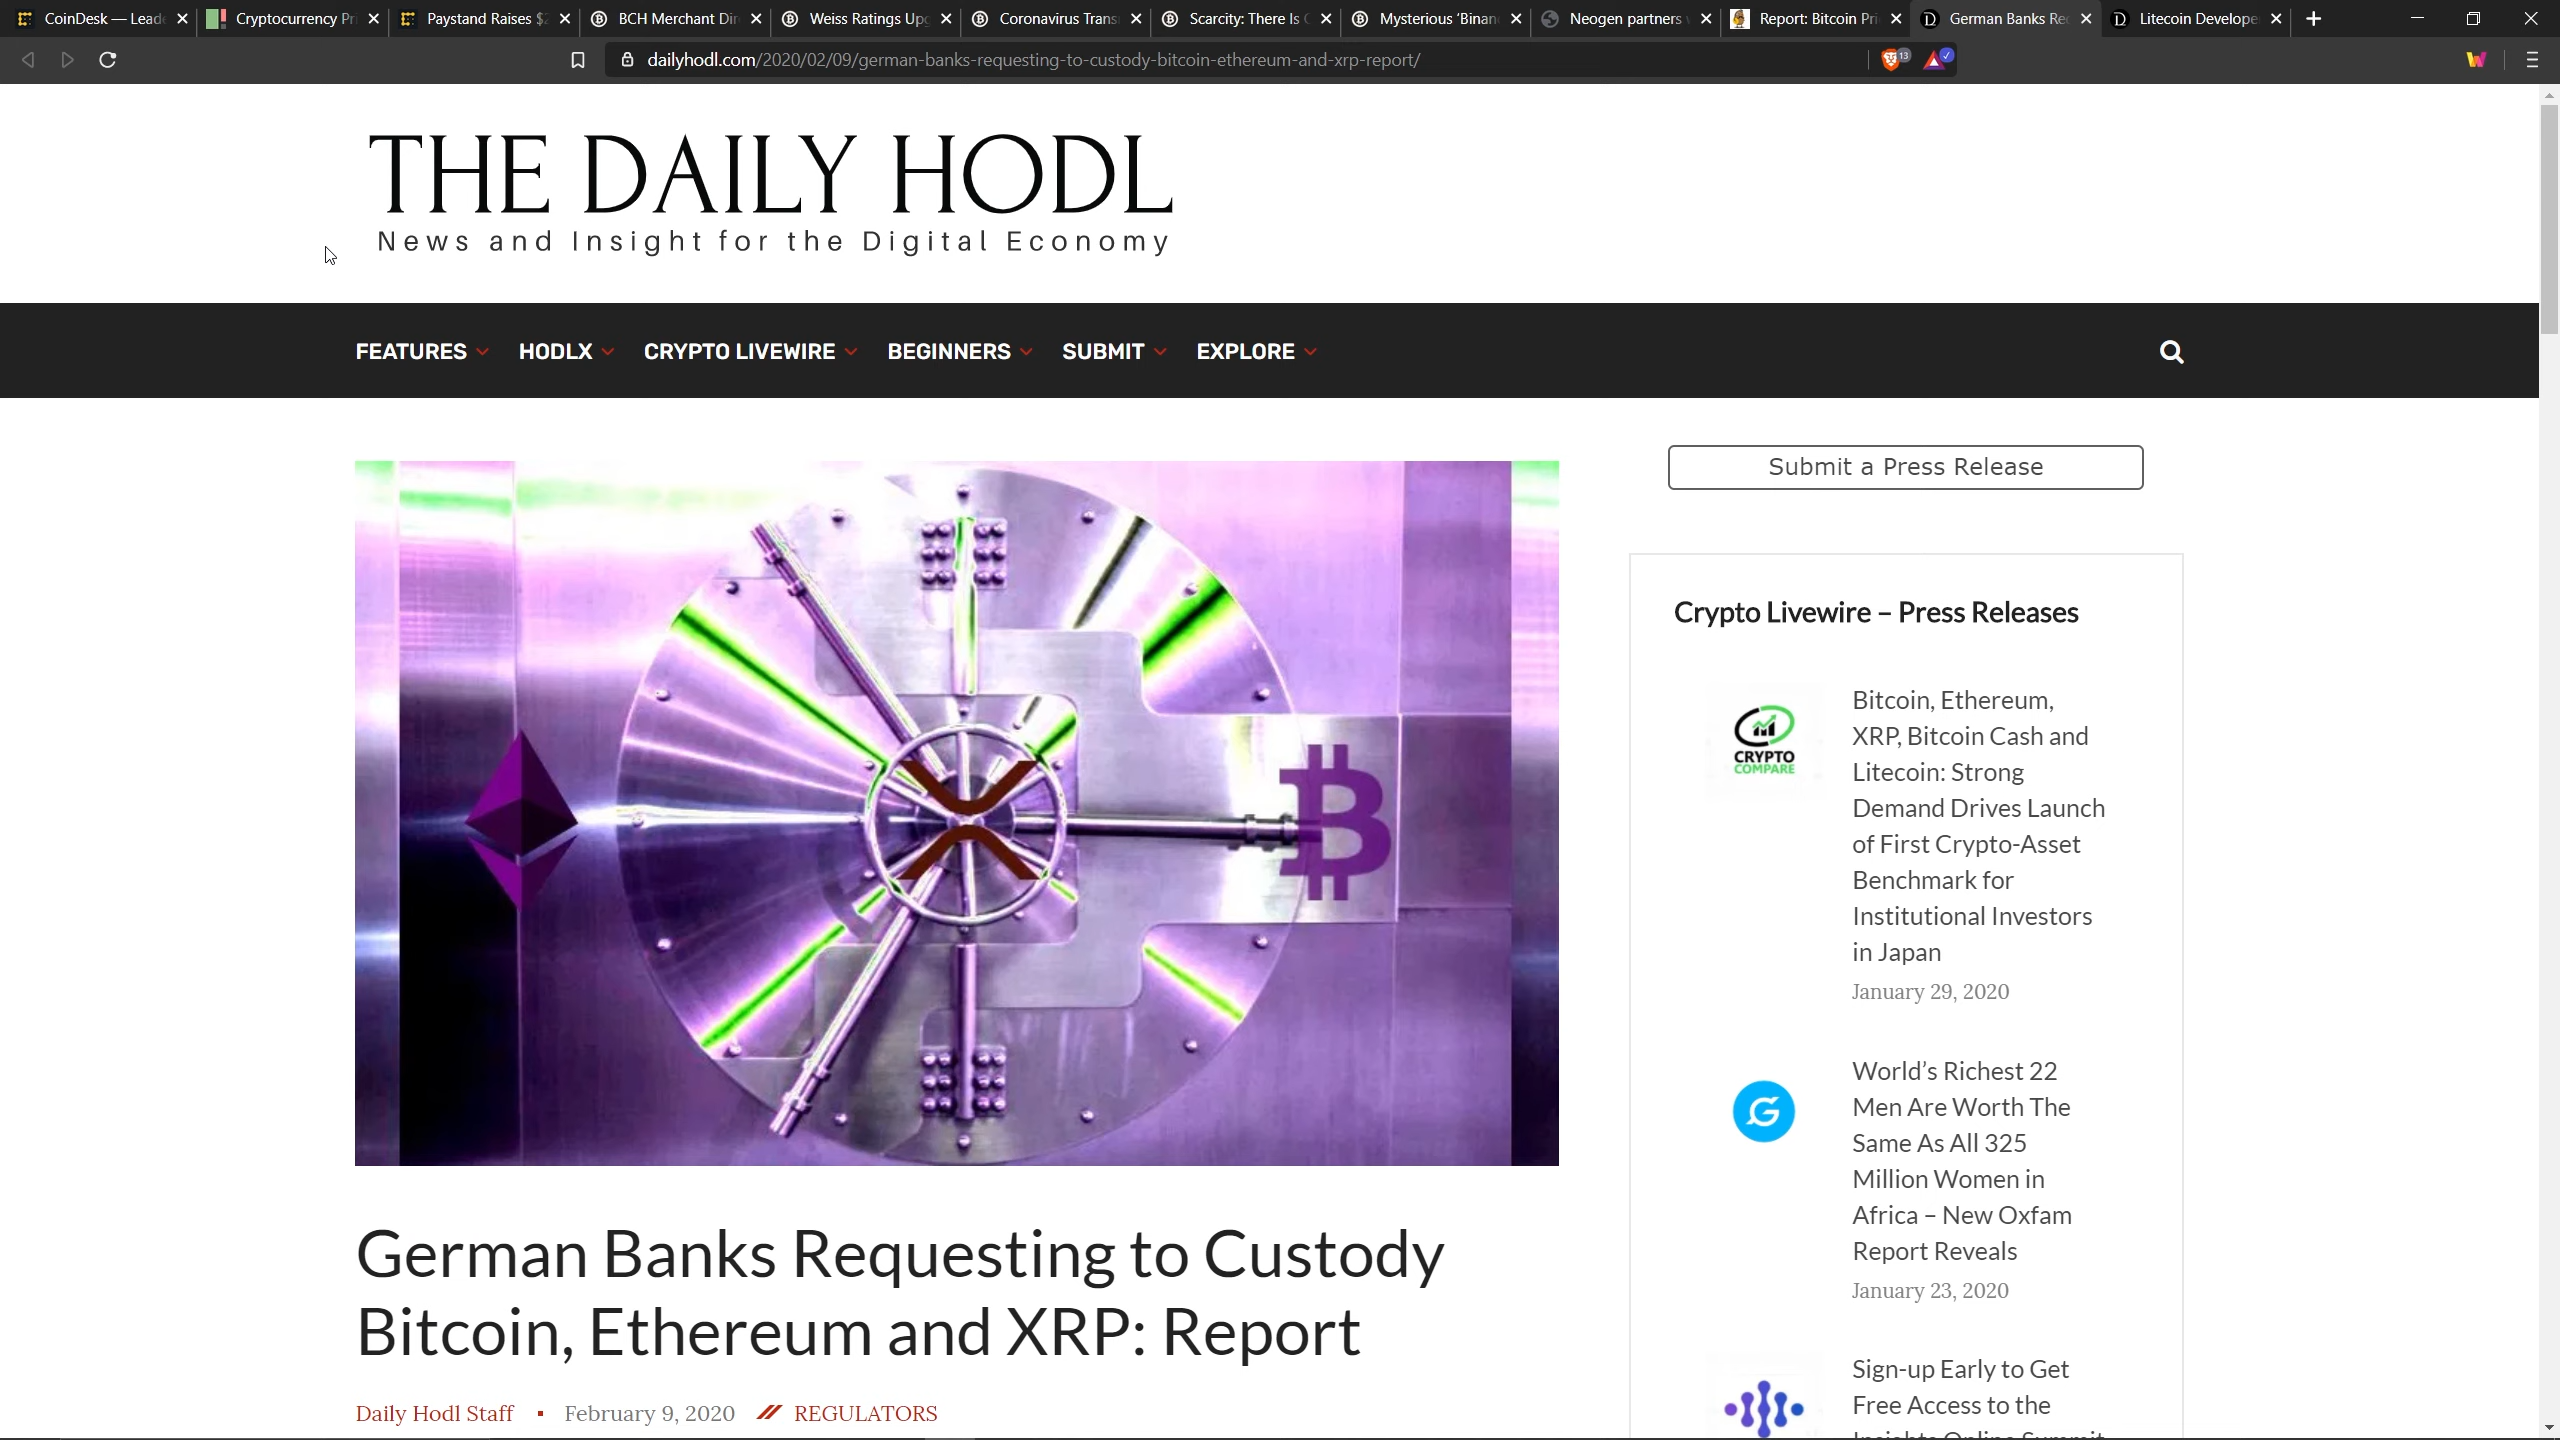 CoinDesk — Lead
Cryptocurrency Pri
Paystand Raises $2
BCH Merchant Dir
Weiss Ratings Upg
Coronavirus Trans
Scarcity: There Is
Mysterious ‘Binan
Neogen partners
Report: Bitcoin Pri
German Banks Re
Litecoin Develope
dailyhodl.com/2020/02/09/german-banks-requesting-to-custody-bitcoin-ethereum-and-xrp-report/
13
THE DAILY HODL
News and Insight for the Digital Economy
FEATURES HODLX CRYPTO LIVEWIRE BEGINNERS SUBMIT EXPLORE
German Banks Requesting to Custody
Bitcoin, Ethereum and XRP: Report
Daily Hodl Staff ▪ February 9, 2020 REGULATORS
Submit a Press Release
Crypto Livewire – Press Releases
CRYPTO
COMPARE
Bitcoin, Ethereum,
XRP, Bitcoin Cash and
Litecoin: Strong
Demand Drives Launch
of First Crypto-Asset
Benchmark for
Institutional Investors
in Japan
January 29, 2020
World’s Richest 22
Men Are Worth The
Same As All 325
Million Women in
Africa – New Oxfam
Report Reveals
January 23, 2020
Sign-up Early to Get
Free Access to the
Insights Online Summit